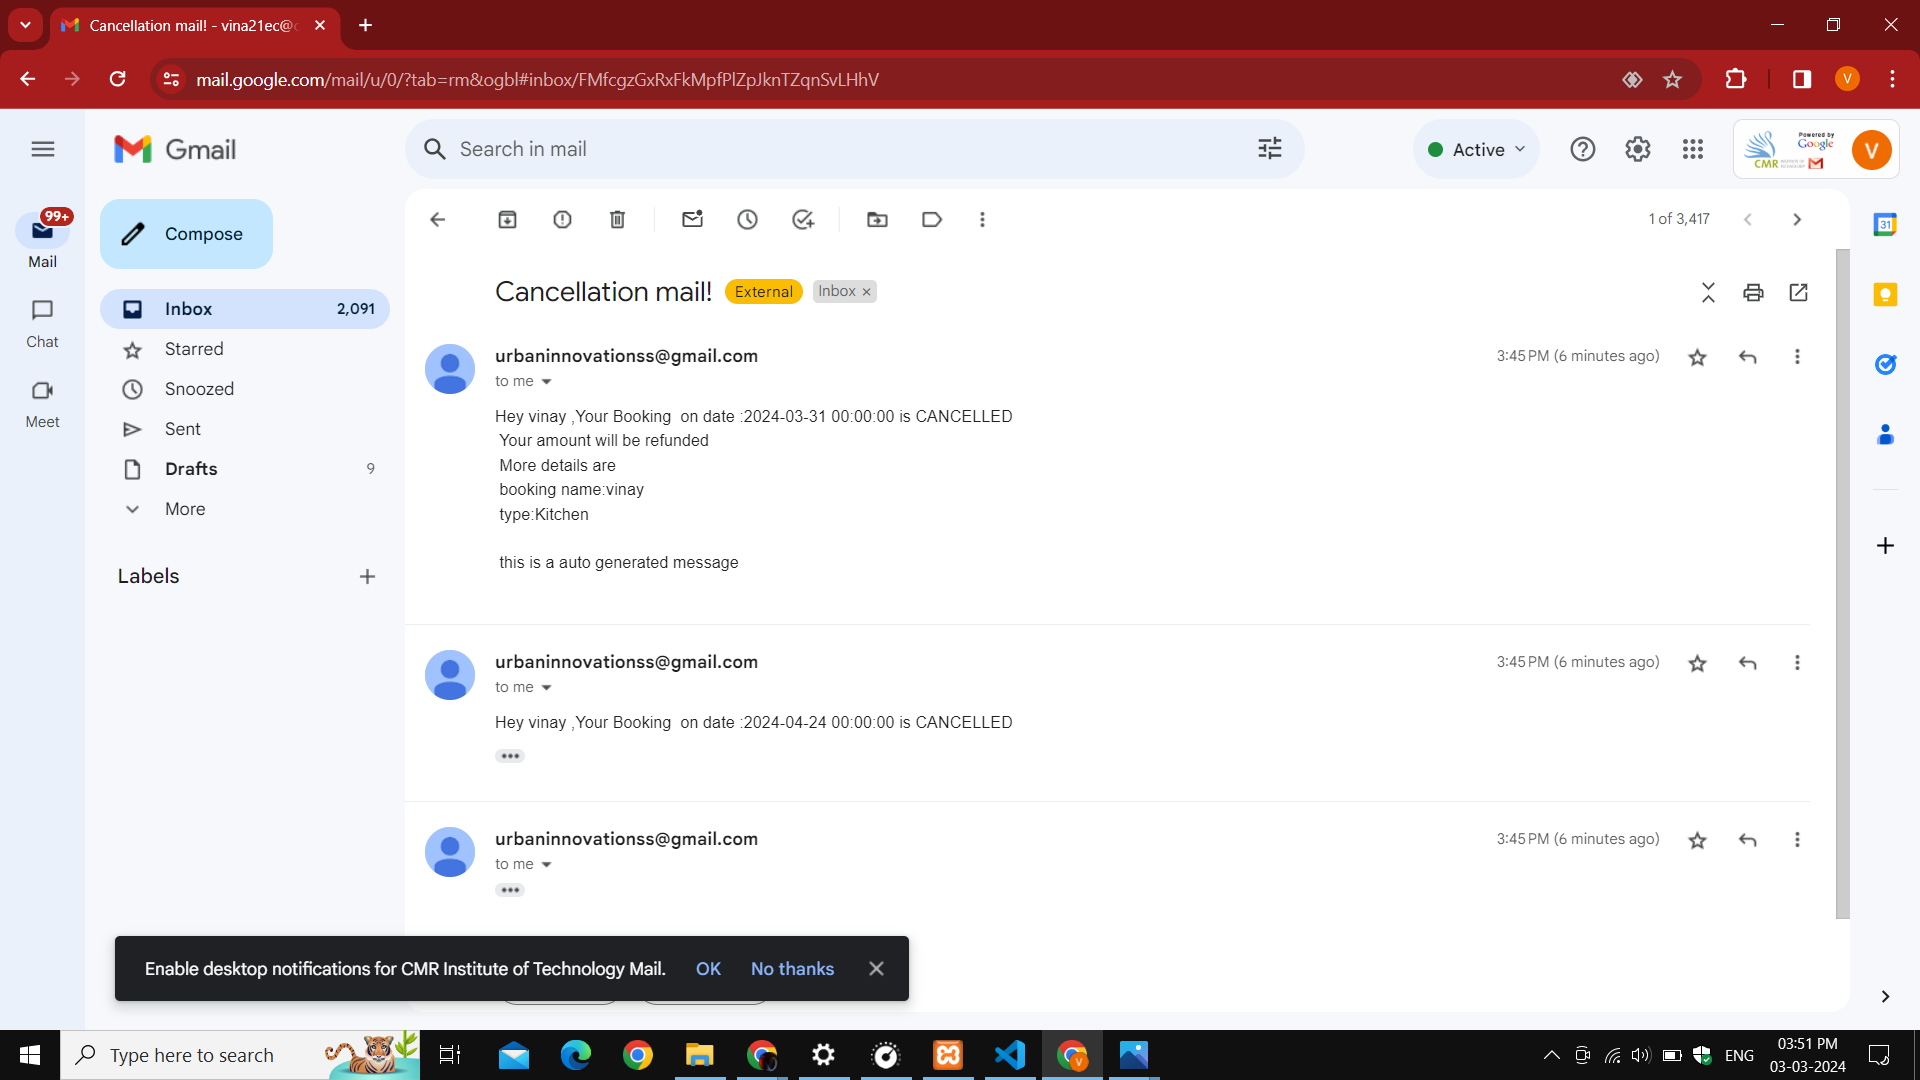 Cancellation mail! - vina21ec@c
mail.google.com/mail/u/0/?tab=rm&ogbl#inbox/FMfcgzGxRxFkMpfPlZpJknTZqnSvLHhV
V
Gmail
Search in mail
Active
Powered by
Google
CMR
V
99+
Mail
Chat
Meet
Compose
Inbox 2,091
Starred
Snoozed
Sent
Drafts 9
More
Labels
1 of 3,417
31
Cancellation mail! External Inbox
urbaninnovationss@gmail.com 3:45 PM (6 minutes ago)
to me
Hey vinay ,Your Booking on date :2024-03-31 00:00:00 is CANCELLED
Your amount will be refunded
More details are
booking name:vinay
type:Kitchen
this is a auto generated message
urbaninnovationss@gmail.com 3:45 PM (6 minutes ago)
to me
Hey vinay ,Your Booking on date :2024-04-24 00:00:00 is CANCELLED
urbaninnovationss@gmail.com 3:45 PM (6 minutes ago)
to me
Enable desktop notifications for CMR Institute of Technology Mail. OK No thanks
Type here to search
V
ENG
03:51 PM
03-03-2024